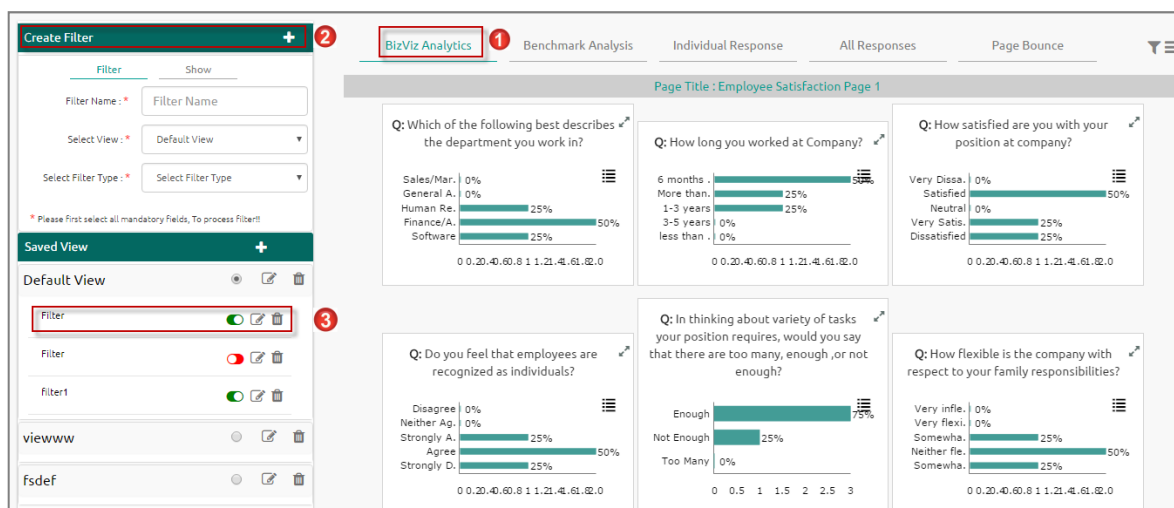 Create Filter +
2
Filter Show
Filter Name : * Filter Name
Select View : * Default View
Select Filter Type : * Select Filter Type
* Please first select all mandatory fields, To process filter!!
Saved View +
Default View
Filter
3
Filter
filter1
viewww
fsdef
BizViz Analytics 1 Benchmark Analysis Individual Response All Responses Page Bounce
Page Title : Employee Satisfaction Page 1
Q: Which of the following best describes
the department you work in?
Sales/Mar. 0%
General A. 0%
Human Re. 25%
Finance/A. 50%
Software 25%
0 0.20.40.60.8 1 1.21.41.61.82.0
Q: How long you worked at Company?
6 months . 50%
More than. 25%
1-3 years 25%
3-5 years 0%
less than . 0%
0 0.20.40.60.8 1 1.21.41.61.82.0
Q: How satisfied are you with your
position at company?
Very Dissa. 0%
Satisfied 50%
Neutral 0%
Very Satis. 25%
Dissatisfied 25%
0 0.20.40.60.8 1 1.21.41.61.82.0
Q: Do you feel that employees are
recognized as individuals?
Disagree 0%
Neither Ag. 0%
Strongly A. 25%
Agree 50%
Strongly D. 25%
0 0.20.40.60.8 1 1.21.41.61.82.0
Q: In thinking about variety of tasks
your position requires, would you say
that there are too many, enough ,or not
enough?
Enough 75%
Not Enough 25%
Too Many 0%
0 0.5 1 1.5 2 2.5 3
Q: How flexible is the company with
respect to your family responsibilities?
Very infle. 0%
Very flexi. 0%
Somewha. 25%
Neither fle. 50%
Somewha. 25%
0 0.20.40.60.8 1 1.21.41.61.82.0